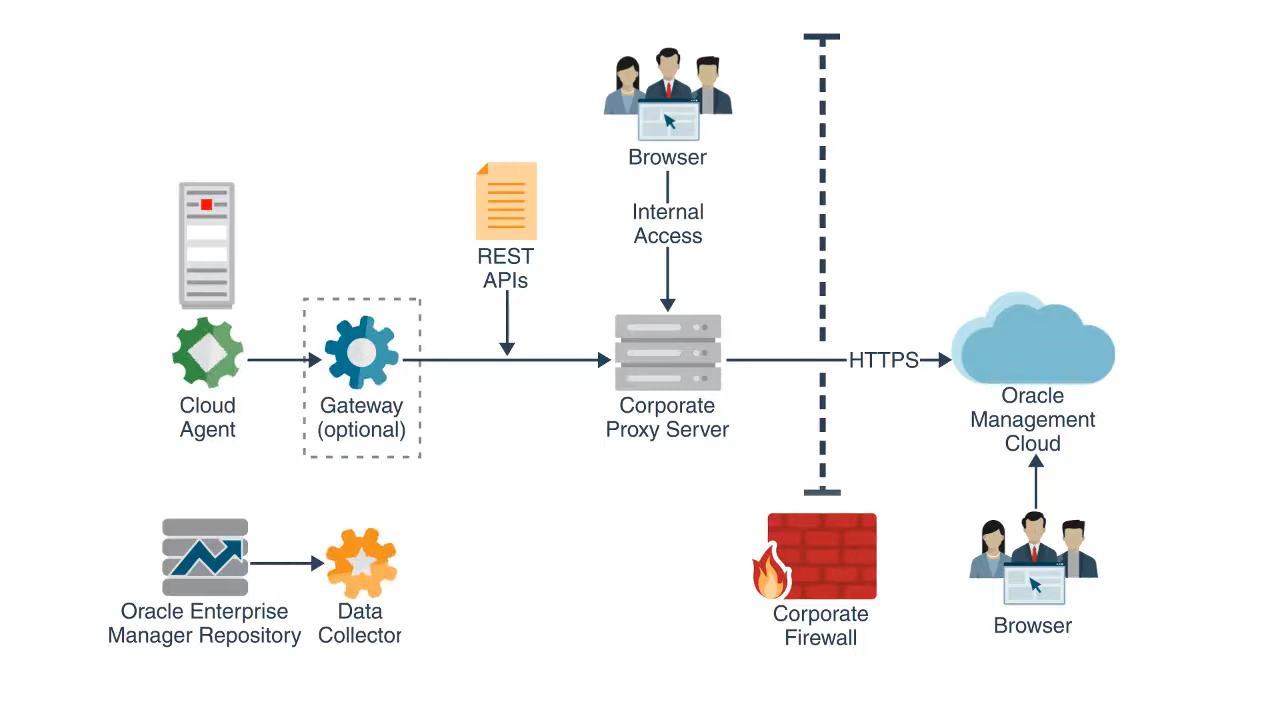 Browser
Internal
Access
REST
APIs
HTTPS
Cloud
Agent
Gateway
(optional)
Corporate
Proxy Server
Oracle
Management
Cloud
Oracle Enterprise
Manager Repository
Data
Collector
Corporate
Firewall
Browser